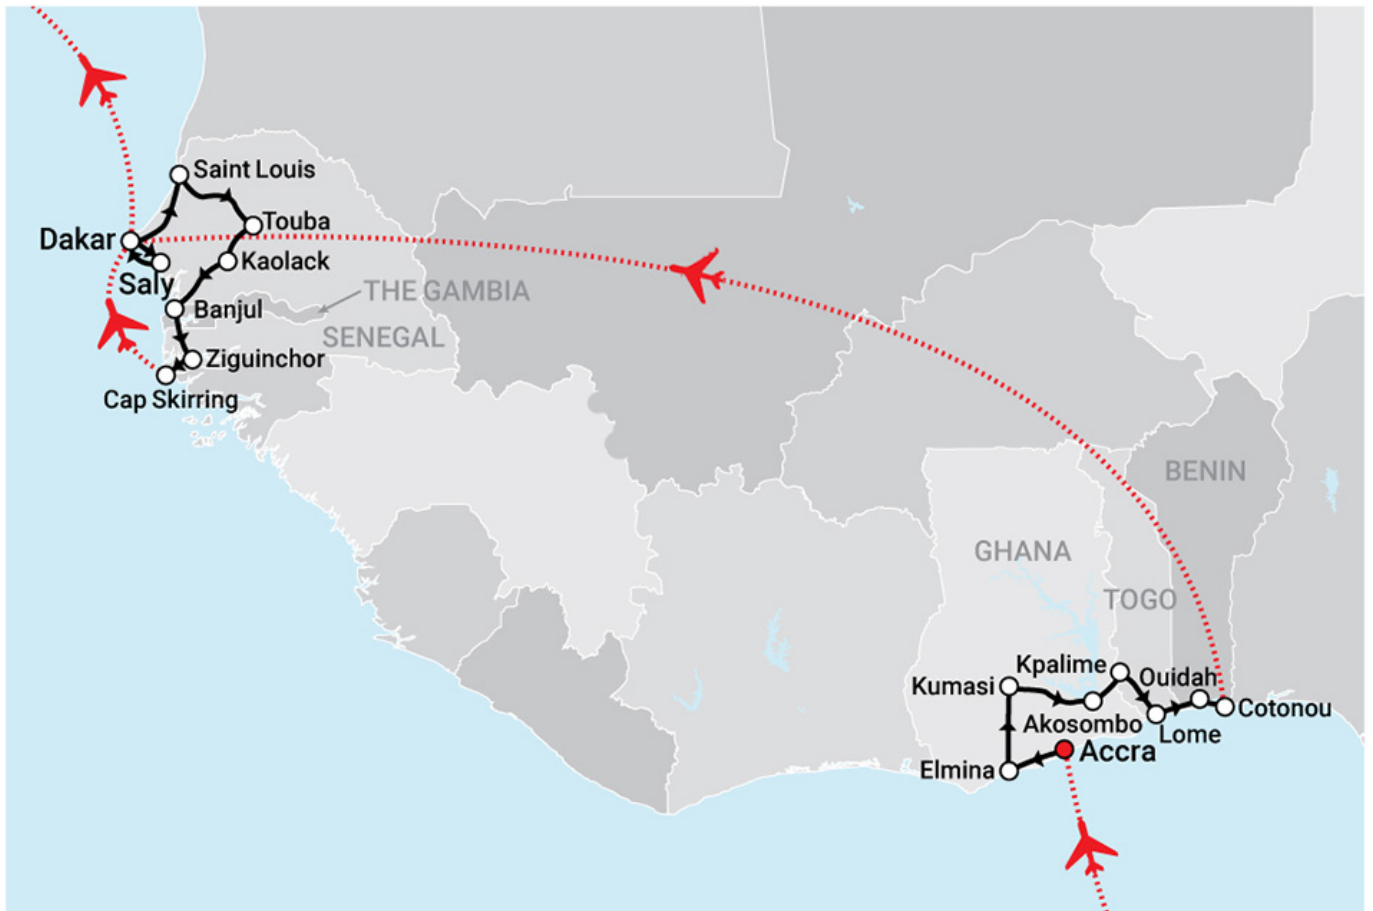 Saint Louis
Touba
Dakar
Kaolack
Saly
THE GAMBIA
Banjul
SENEGAL
Ziguinchor
Cap Skirring
BENIN
GHANA
TOGO
Kpalime
Ouidah
Kumasi
Cotonou
Akosombo
Lome
Accra
Elmina